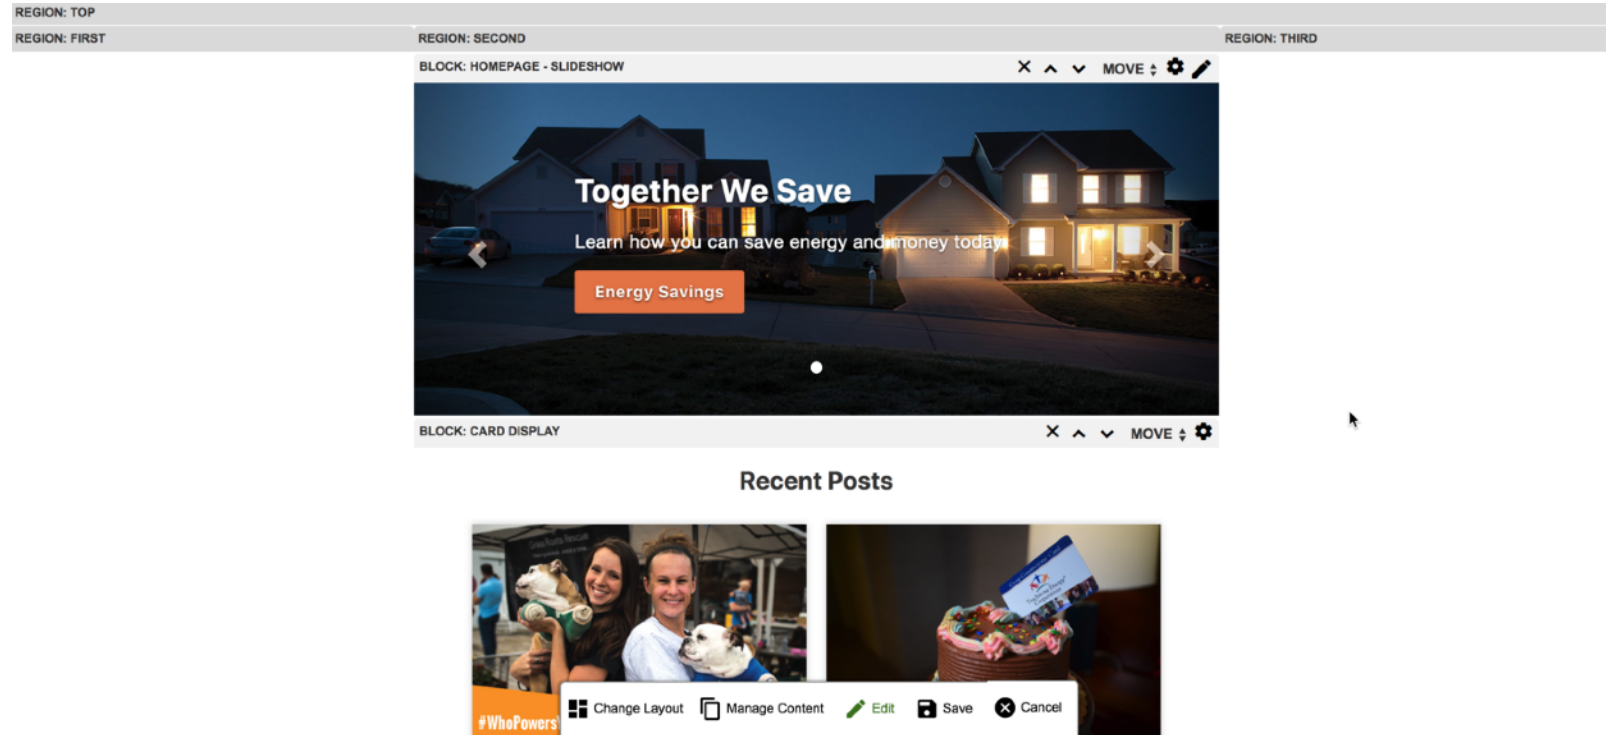 REGION: TOP
REGION: FIRST
REGION: SECOND
REGION: THIRD
BLOCK: HOMEPAGE - SLIDESHOW
MOVE
Together We Save
Learn how you can save energy and money today
Energy Savings
BLOCK: CARD DISPLAY
MOVE
Recent Posts
#WhoPowers
Change Layout
Manage Content
Edit
Save
Cancel